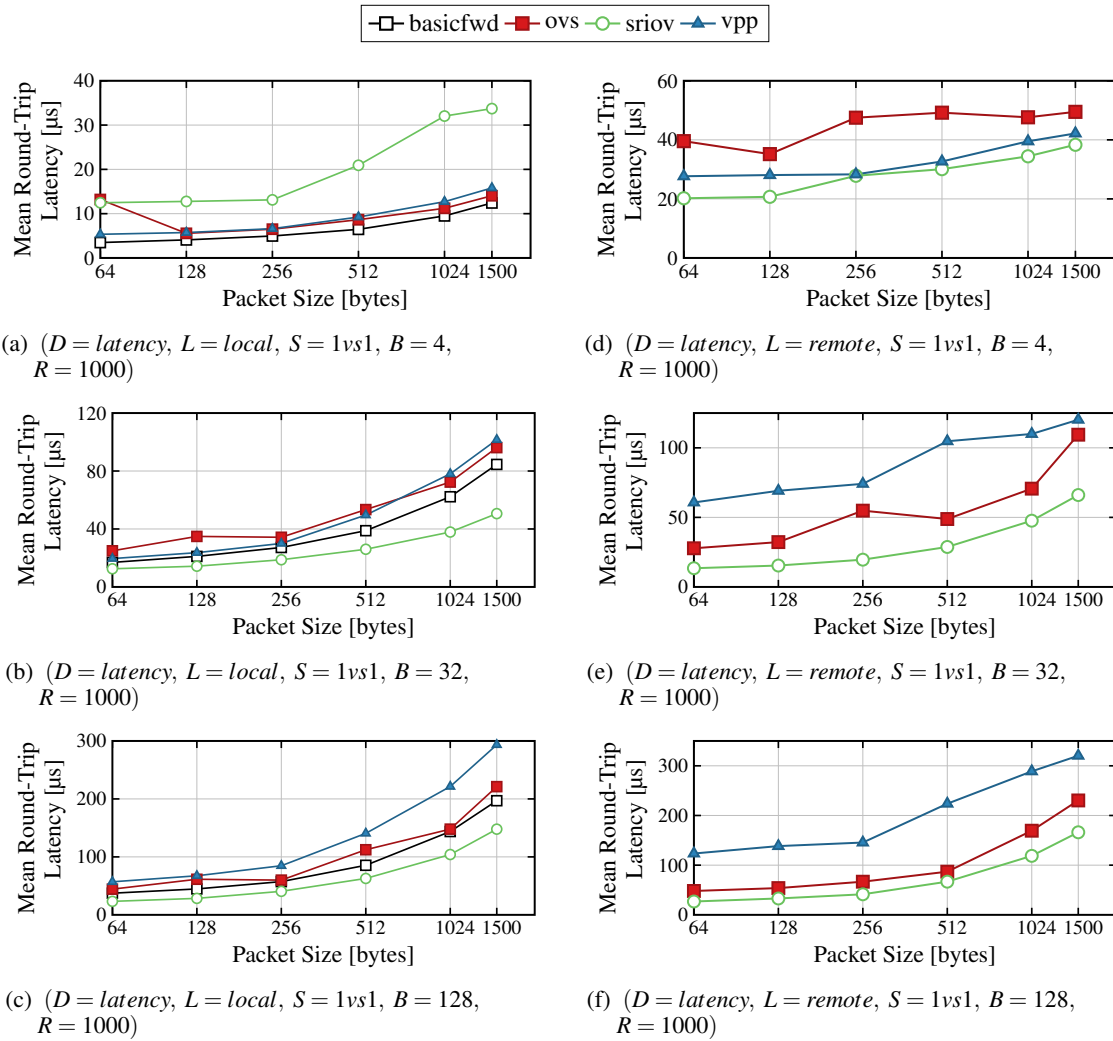 basicfwd ovs sriov vpp
40
30
20
10
0
64 128 256 512 1024 1500
Packet Size [bytes]
Mean Round-Trip
Latency [µs]
(a) (D = latency, L = local, S = 1vs1, B = 4,
R = 1000)
60
40
20
0
64 128 256 512 1024 1500
Packet Size [bytes]
Mean Round-Trip
Latency [µs]
(d) (D = latency, L = remote, S = 1vs1, B = 4,
R = 1000)
120
80
40
0
64 128 256 512 1024 1500
Packet Size [bytes]
Mean Round-Trip
Latency [µs]
(b) (D = latency, L = local, S = 1vs1, B = 32,
R = 1000)
100
50
0
64 128 256 512 1024 1500
Packet Size [bytes]
Mean Round-Trip
Latency [µs]
(e) (D = latency, L = remote, S = 1vs1, B = 32,
R = 1000)
300
200
100
0
64 128 256 512 1024 1500
Packet Size [bytes]
Mean Round-Trip
Latency [µs]
(c) (D = latency, L = local, S = 1vs1, B = 128,
R = 1000)
300
200
100
0
64 128 256 512 1024 1500
Packet Size [bytes]
Mean Round-Trip
Latency [µs]
(f) (D = latency, L = remote, S = 1vs1, B = 128,
R = 1000)